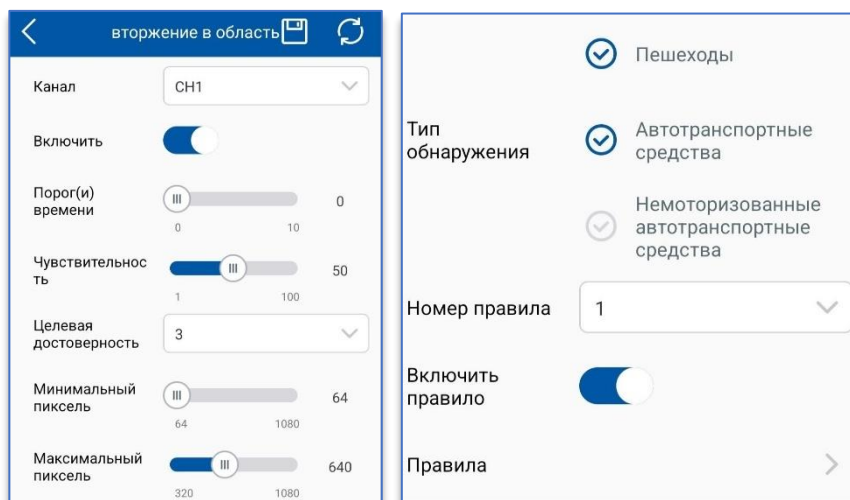 вторжение в область
Канал
CH1
Включить
Порог(и)
времени
0
0 10
Чувствительнос
ть
50
1 100
Целевая
достоверность
3
Минимальный
пиксель
64
64 1080
Максимальный
пиксель
640
320 1080
Пешеходы
Тип
обнаружения
Автотранспортные
средства
Немоторизованные
автотранспортные
средства
Номер правила
1
Включить
правило
Правила